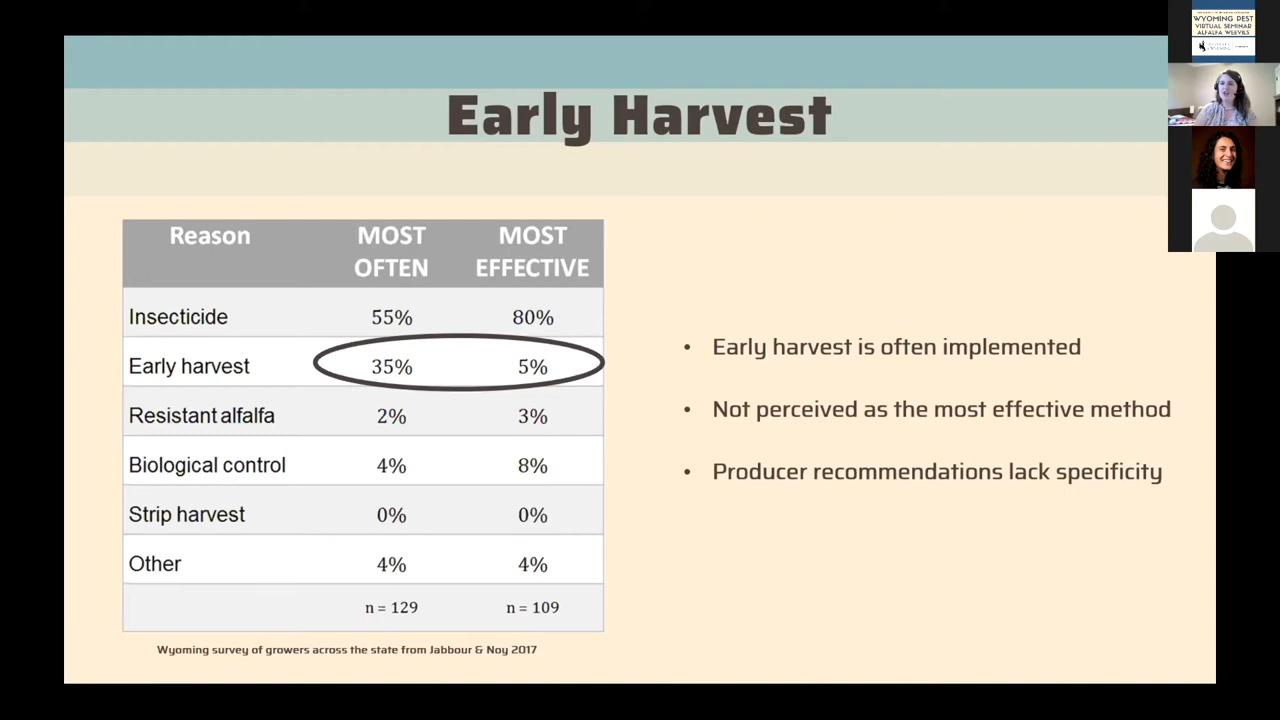 WYOMING PEST
VIRTUAL SEMINAR
ALFALFA WEEVILS
Early Harvest
Reason MOST OFTEN MOST EFFECTIVE
Insecticide 55% 80%
Early harvest 35% 5%
Resistant alfalfa 2% 3%
Biological control 4% 8%
Strip harvest 0% 0%
Other 4% 4%
n = 129 n = 109
Wyoming survey of growers across the state from Jabbour & Noy 2017
• Early harvest is often implemented
• Not perceived as the most effective method
• Producer recommendations lack specificity